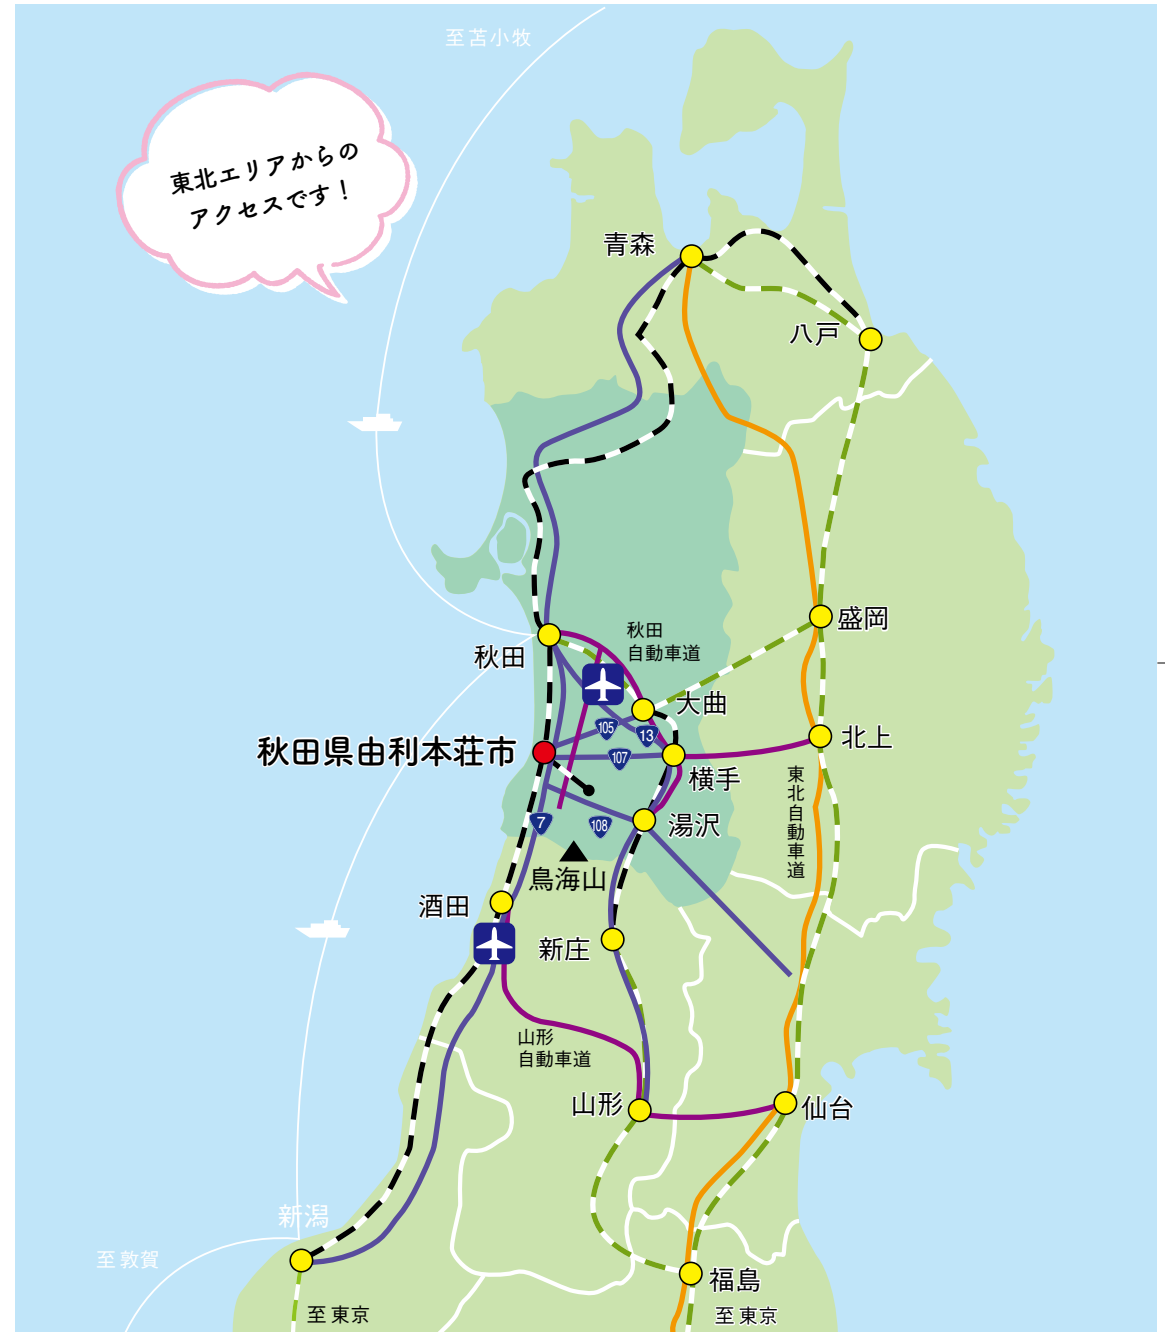 至苫小牧
東北エリアからの
アクセスです！
青森
八戸
盛岡
秋田
自動車道
秋田
大曲
105
13
北上
秋田県由利本荘市
107
横手
東北自動車道
7
108
湯沢
鳥海山
酒田
新庄
山形
自動車道
山形
仙台
新潟
至敦賀
福島
至東京
至東京